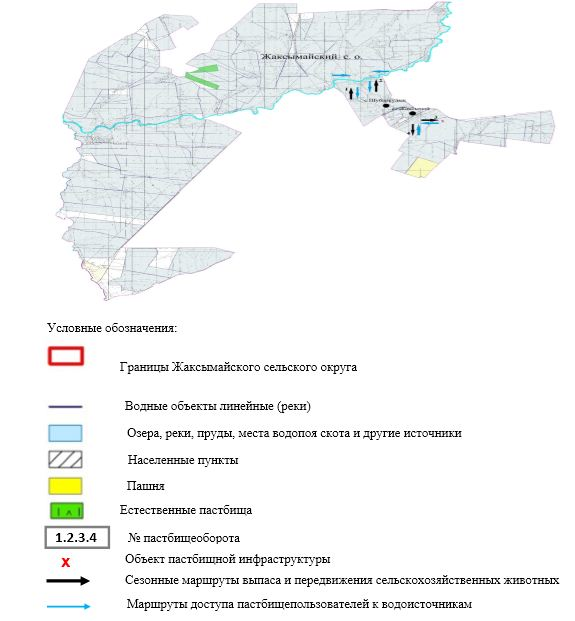 Жаксымайский с. о.
Условные обозначения:
Границы Жаксымайского сельского округа
Водные объекты линейные (реки)
Озера, реки, пруды, места водопоя скота и другие источники
Населенные пункты
Пашня
Естественные пастбища
1.2.3.4 № пастбищеоборота
X Объект пастбищной инфраструктуры
Сезонные маршруты выпаса и передвижения сельскохозяйственных животных
Маршруты доступа пастбищепользователей к водоисточникам